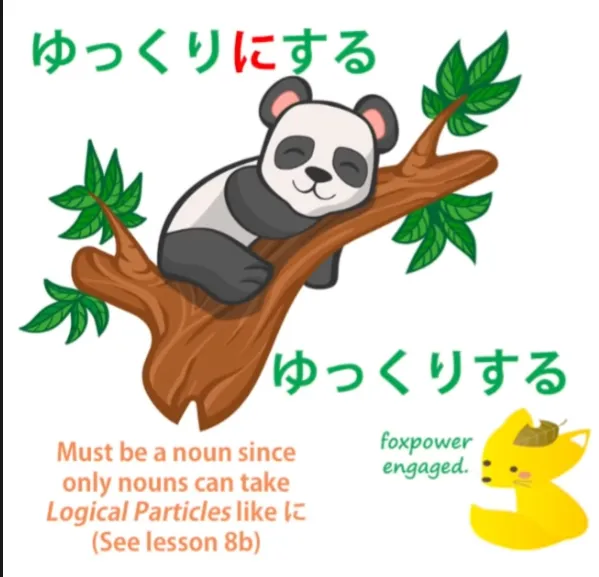 ゆっくりにする
ゆっくりする
Must be a noun since
only nouns can take
Logical Particles like に
(See lesson 8b)
foxpower
engaged.